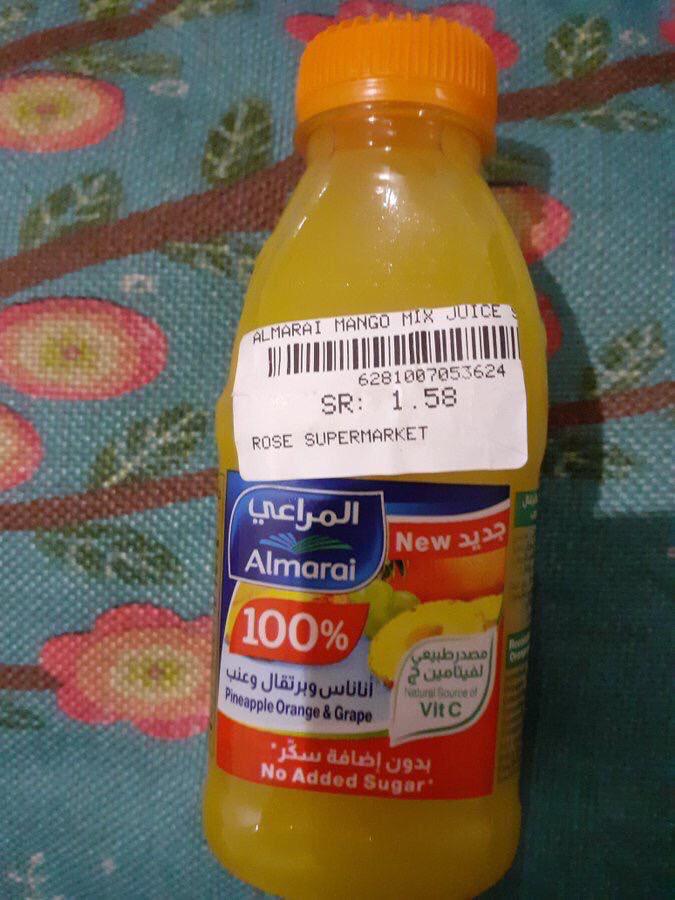 ALMARAI MANGO MIX JUICE S
6281007053624
SR: 1.58
ROSE SUPERMARKET
المراعي
Almarai
New جديد
100%
أناناس وبرتقال وعنب
Pineapple Orange & Grape
مصدر طبيعي
لفيتامين ج
Natural Source of
Vit C
بدون إضافة سكّر*
No Added Sugar*